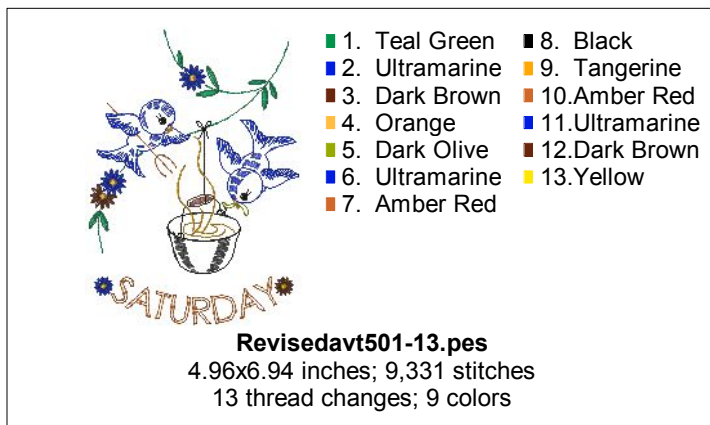 1. Teal Green
2. Ultramarine
3. Dark Brown
4. Orange
5. Dark Olive
6. Ultramarine
7. Amber Red
8. Black
9. Tangerine
10.Amber Red
11.Ultramarine
12.Dark Brown
13.Yellow
SATURDAY
Revisedavt501-13.pes
4.96x6.94 inches; 9,331 stitches
13 thread changes; 9 colors